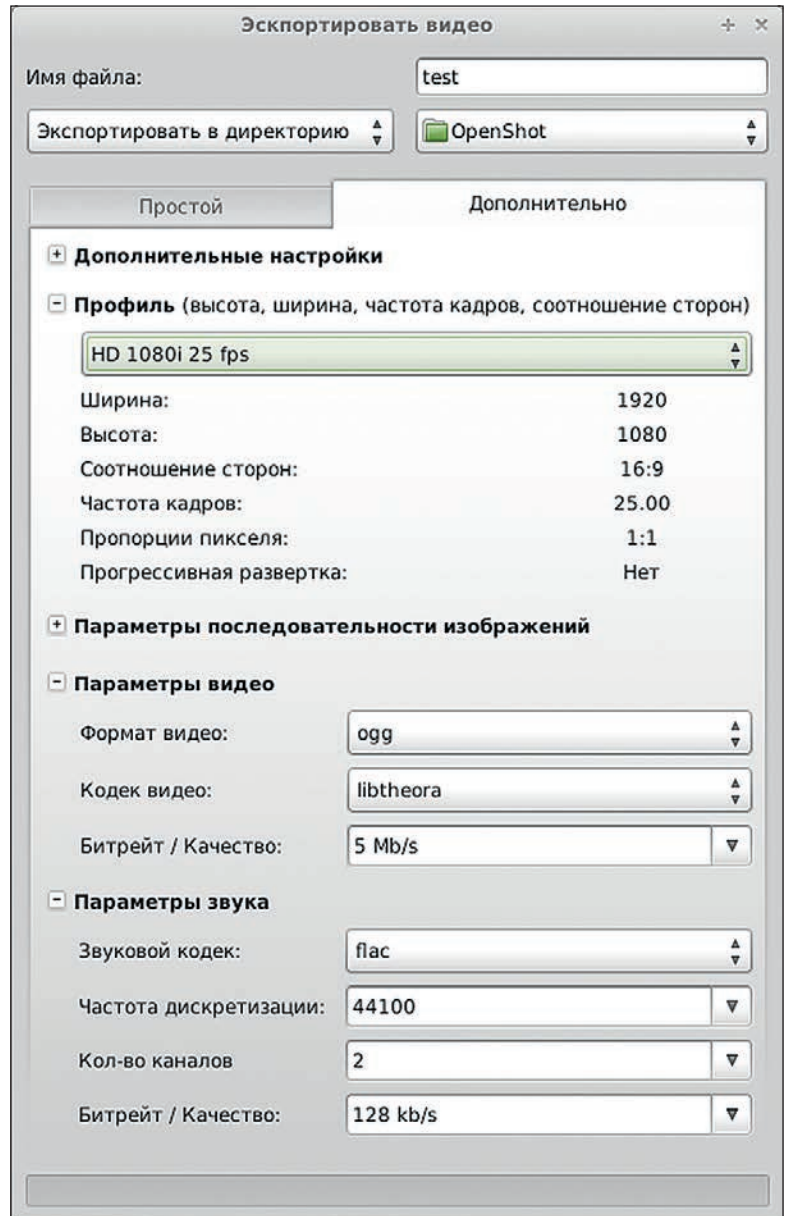 Эскпортировать видео
Имя файла: test
Экспортировать в директорию OpenShot
Простой Дополнительно
Дополнительные настройки
Профиль (высота, ширина, частота кадров, соотношение сторон)
HD 1080i 25 fps
Ширина: 1920
Высота: 1080
Соотношение сторон: 16:9
Частота кадров: 25.00
Пропорции пикселя: 1:1
Прогрессивная развертка: Нет
Параметры последовательности изображений
Параметры видео
Формат видео: ogg
Кодек видео: libtheora
Битрейт / Качество: 5 Mb/s
Параметры звука
Звуковой кодек: flac
Частота дискретизации: 44100
Кол-во каналов 2
Битрейт / Качество: 128 kb/s